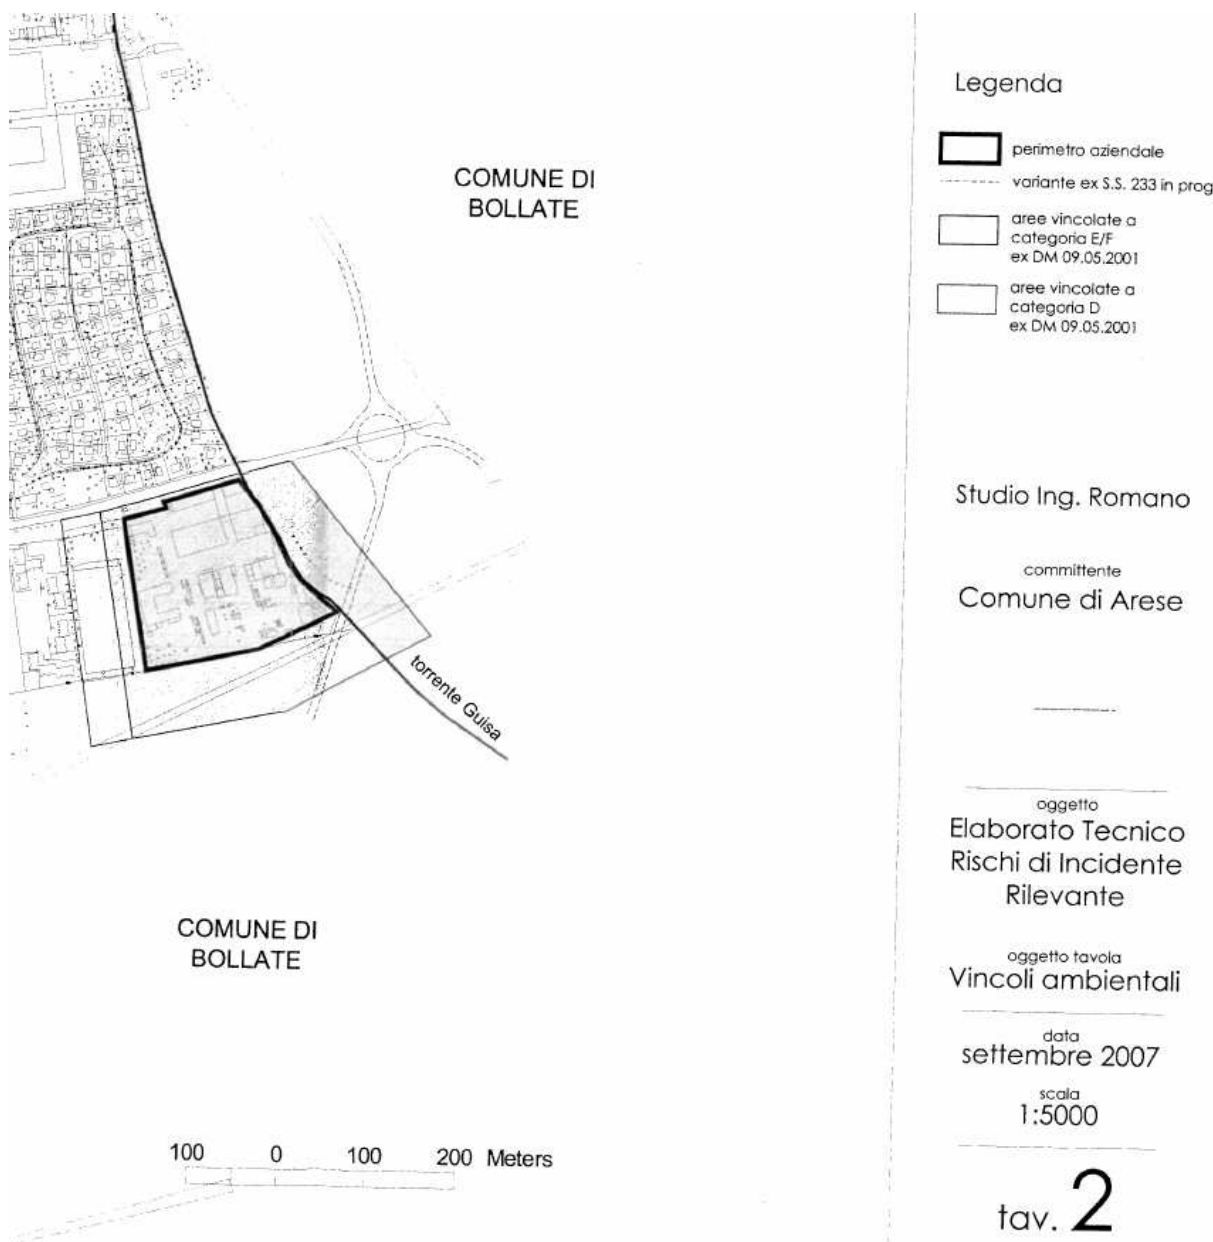 COMUNE DI
BOLLATE
torrente Guisa
COMUNE DI
BOLLATE
100 0 100 200 Meters
Legenda
perimetro aziendale
variante ex S.S. 233 in prog
aree vincolate a
categoria E/F
ex DM 09.05.2001
aree vincolate a
categoria D
ex DM 09.05.2001
Studio Ing. Romano
committente
Comune di Arese
oggetto
Elaborato Tecnico
Rischi di Incidente
Rilevante
oggetto tavola
Vincoli ambientali
data
settembre 2007
scala
1:5000
tav. 2